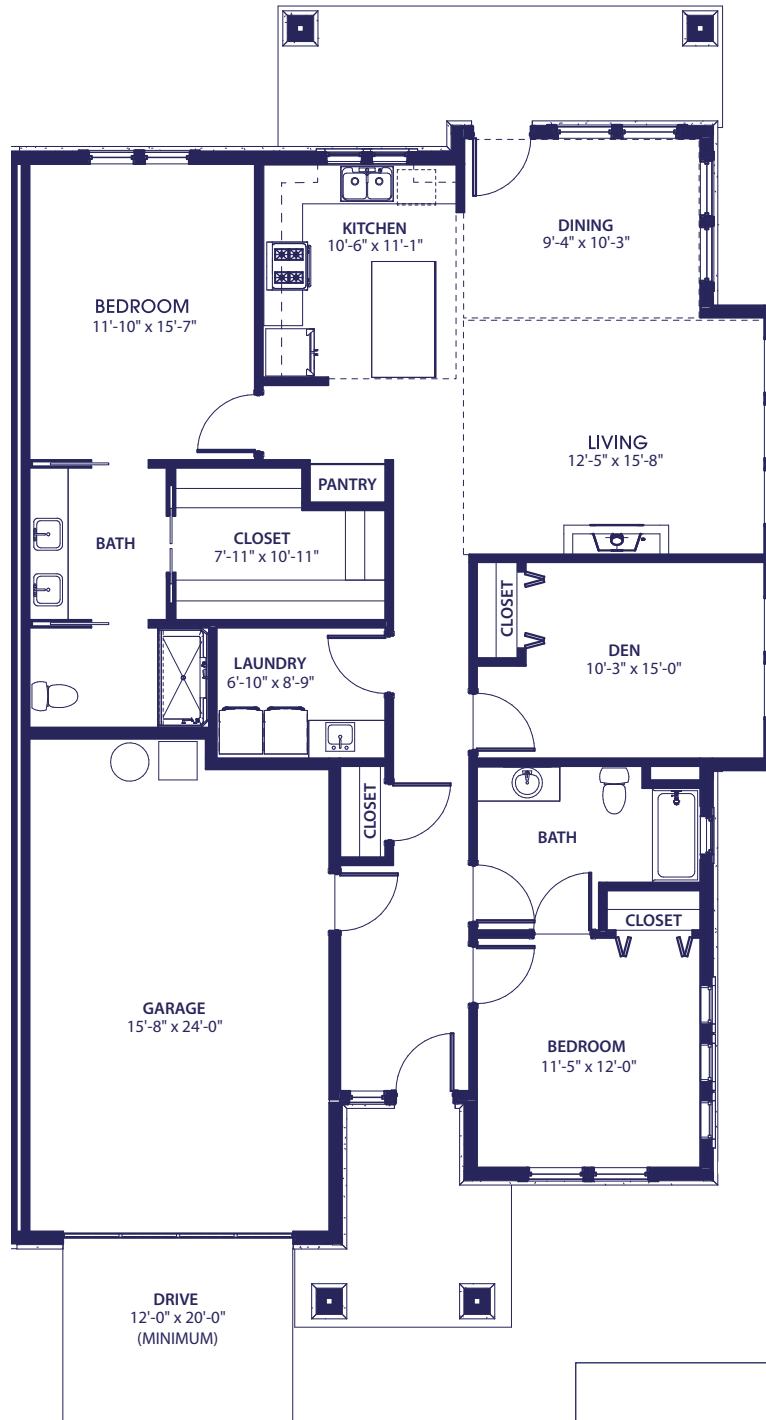 KITCHEN
10'-6" x 11'-1"
DINING
9'-4" x 10'-3"
BEDROOM
11'-10" x 15'-7"
LIVING
12'-5" x 15'-8"
PANTRY
BATH
CLOSET
7'-11" x 10'-11"
CLOSET
DEN
10'-3" x 15'-0"
LAUNDRY
6'-10" x 8'-9"
CLOSET
BATH
CLOSET
GARAGE
15'-8" x 24'-0"
BEDROOM
11'-5" x 12'-0"
DRIVE
12'-0" x 20'-0"
(MINIMUM)